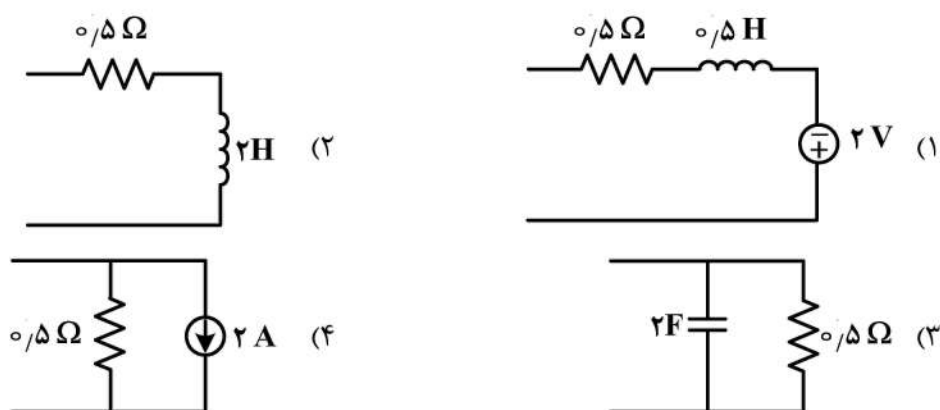 ۰٫۵ Ω ۰٫۵ H
۲ V (۱
۰٫۵ Ω
۲H (۲
۲F ۰٫۵ Ω (۳
۰٫۵ Ω ۲ A (۴